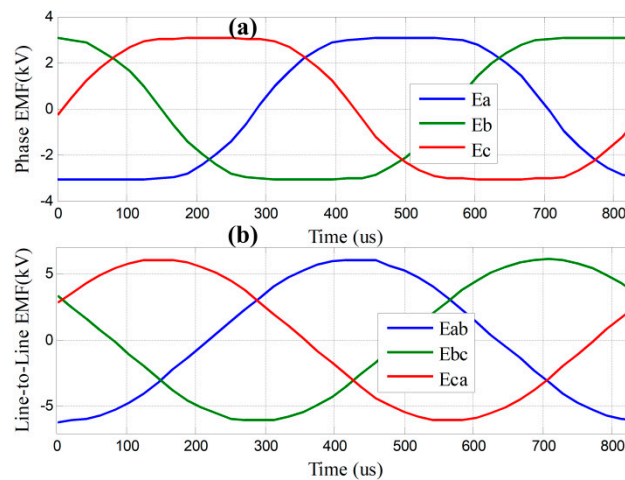 (a)
Phase EMF(kV)
4
2
0
-2
-4
Ea
Eb
Ec
0 100 200 300 400 500 600 700 800
Time (us)
(b)
Line-to-Line EMF(kV)
5
0
-5
Eab
Ebc
Eca
0 100 200 300 400 500 600 700 800
Time (us)